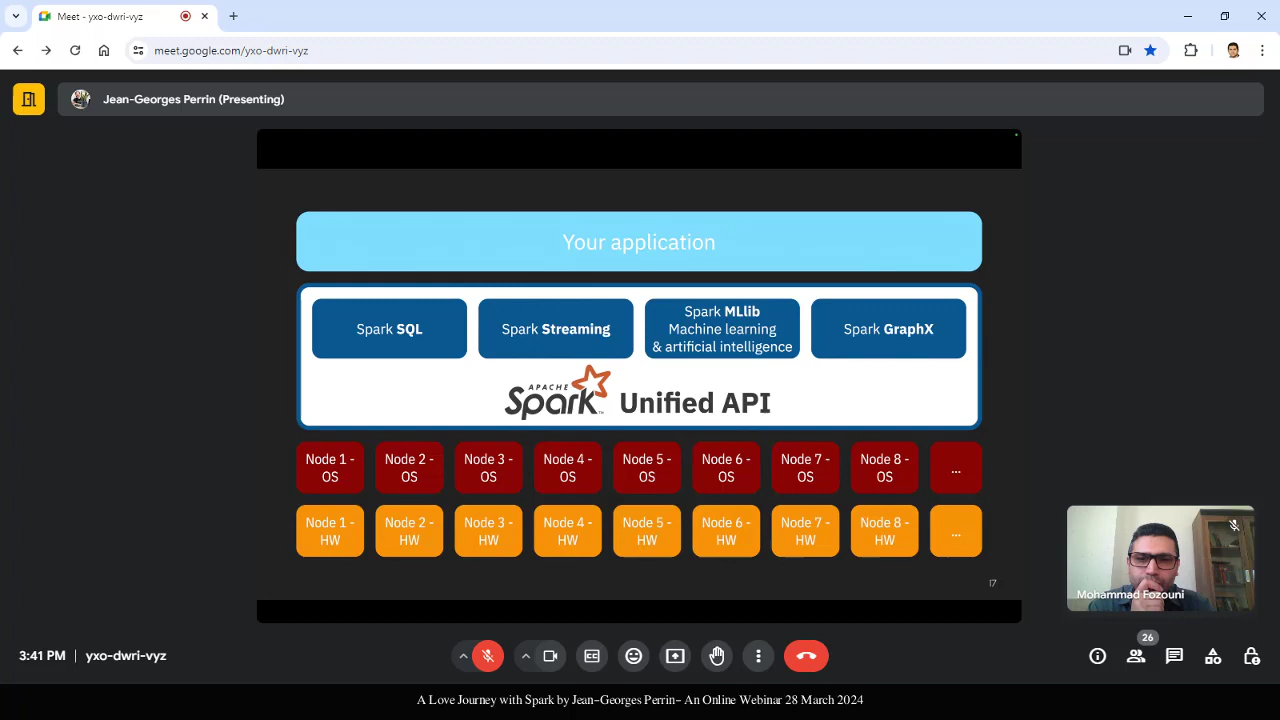 Meet - yxo-dwri-vyz
meet.google.com/yxo-dwri-vyz
Jean-Georges Perrin (Presenting)
Your application
Spark SQL
Spark Streaming
Spark MLlib
Machine learning
& artificial intelligence
Spark GraphX
APACHE
Spark™ Unified API
Node 1 -
OS
Node 2 -
OS
Node 3 -
OS
Node 4 -
OS
Node 5 -
OS
Node 6 -
OS
Node 7 -
OS
Node 8 -
OS
...
Node 1 -
HW
Node 2 -
HW
Node 3 -
HW
Node 4 -
HW
Node 5 -
HW
Node 6 -
HW
Node 7 -
HW
Node 8 -
HW
...
17
Mohammad Fozouni
26
3:41 PM | yxo-dwri-vyz
CC
A Love Journey with Spark by Jean-Georges Perrin- An Online Webinar 28 March 2024